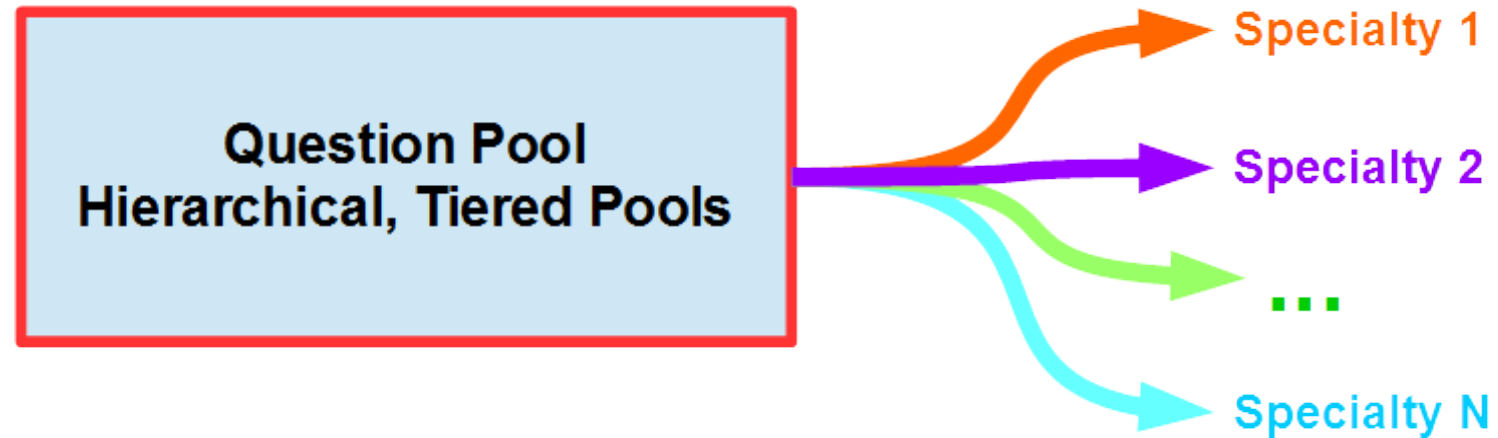 Question Pool
Hierarchical, Tiered Pools
Specialty 1
Specialty 2
...
Specialty N